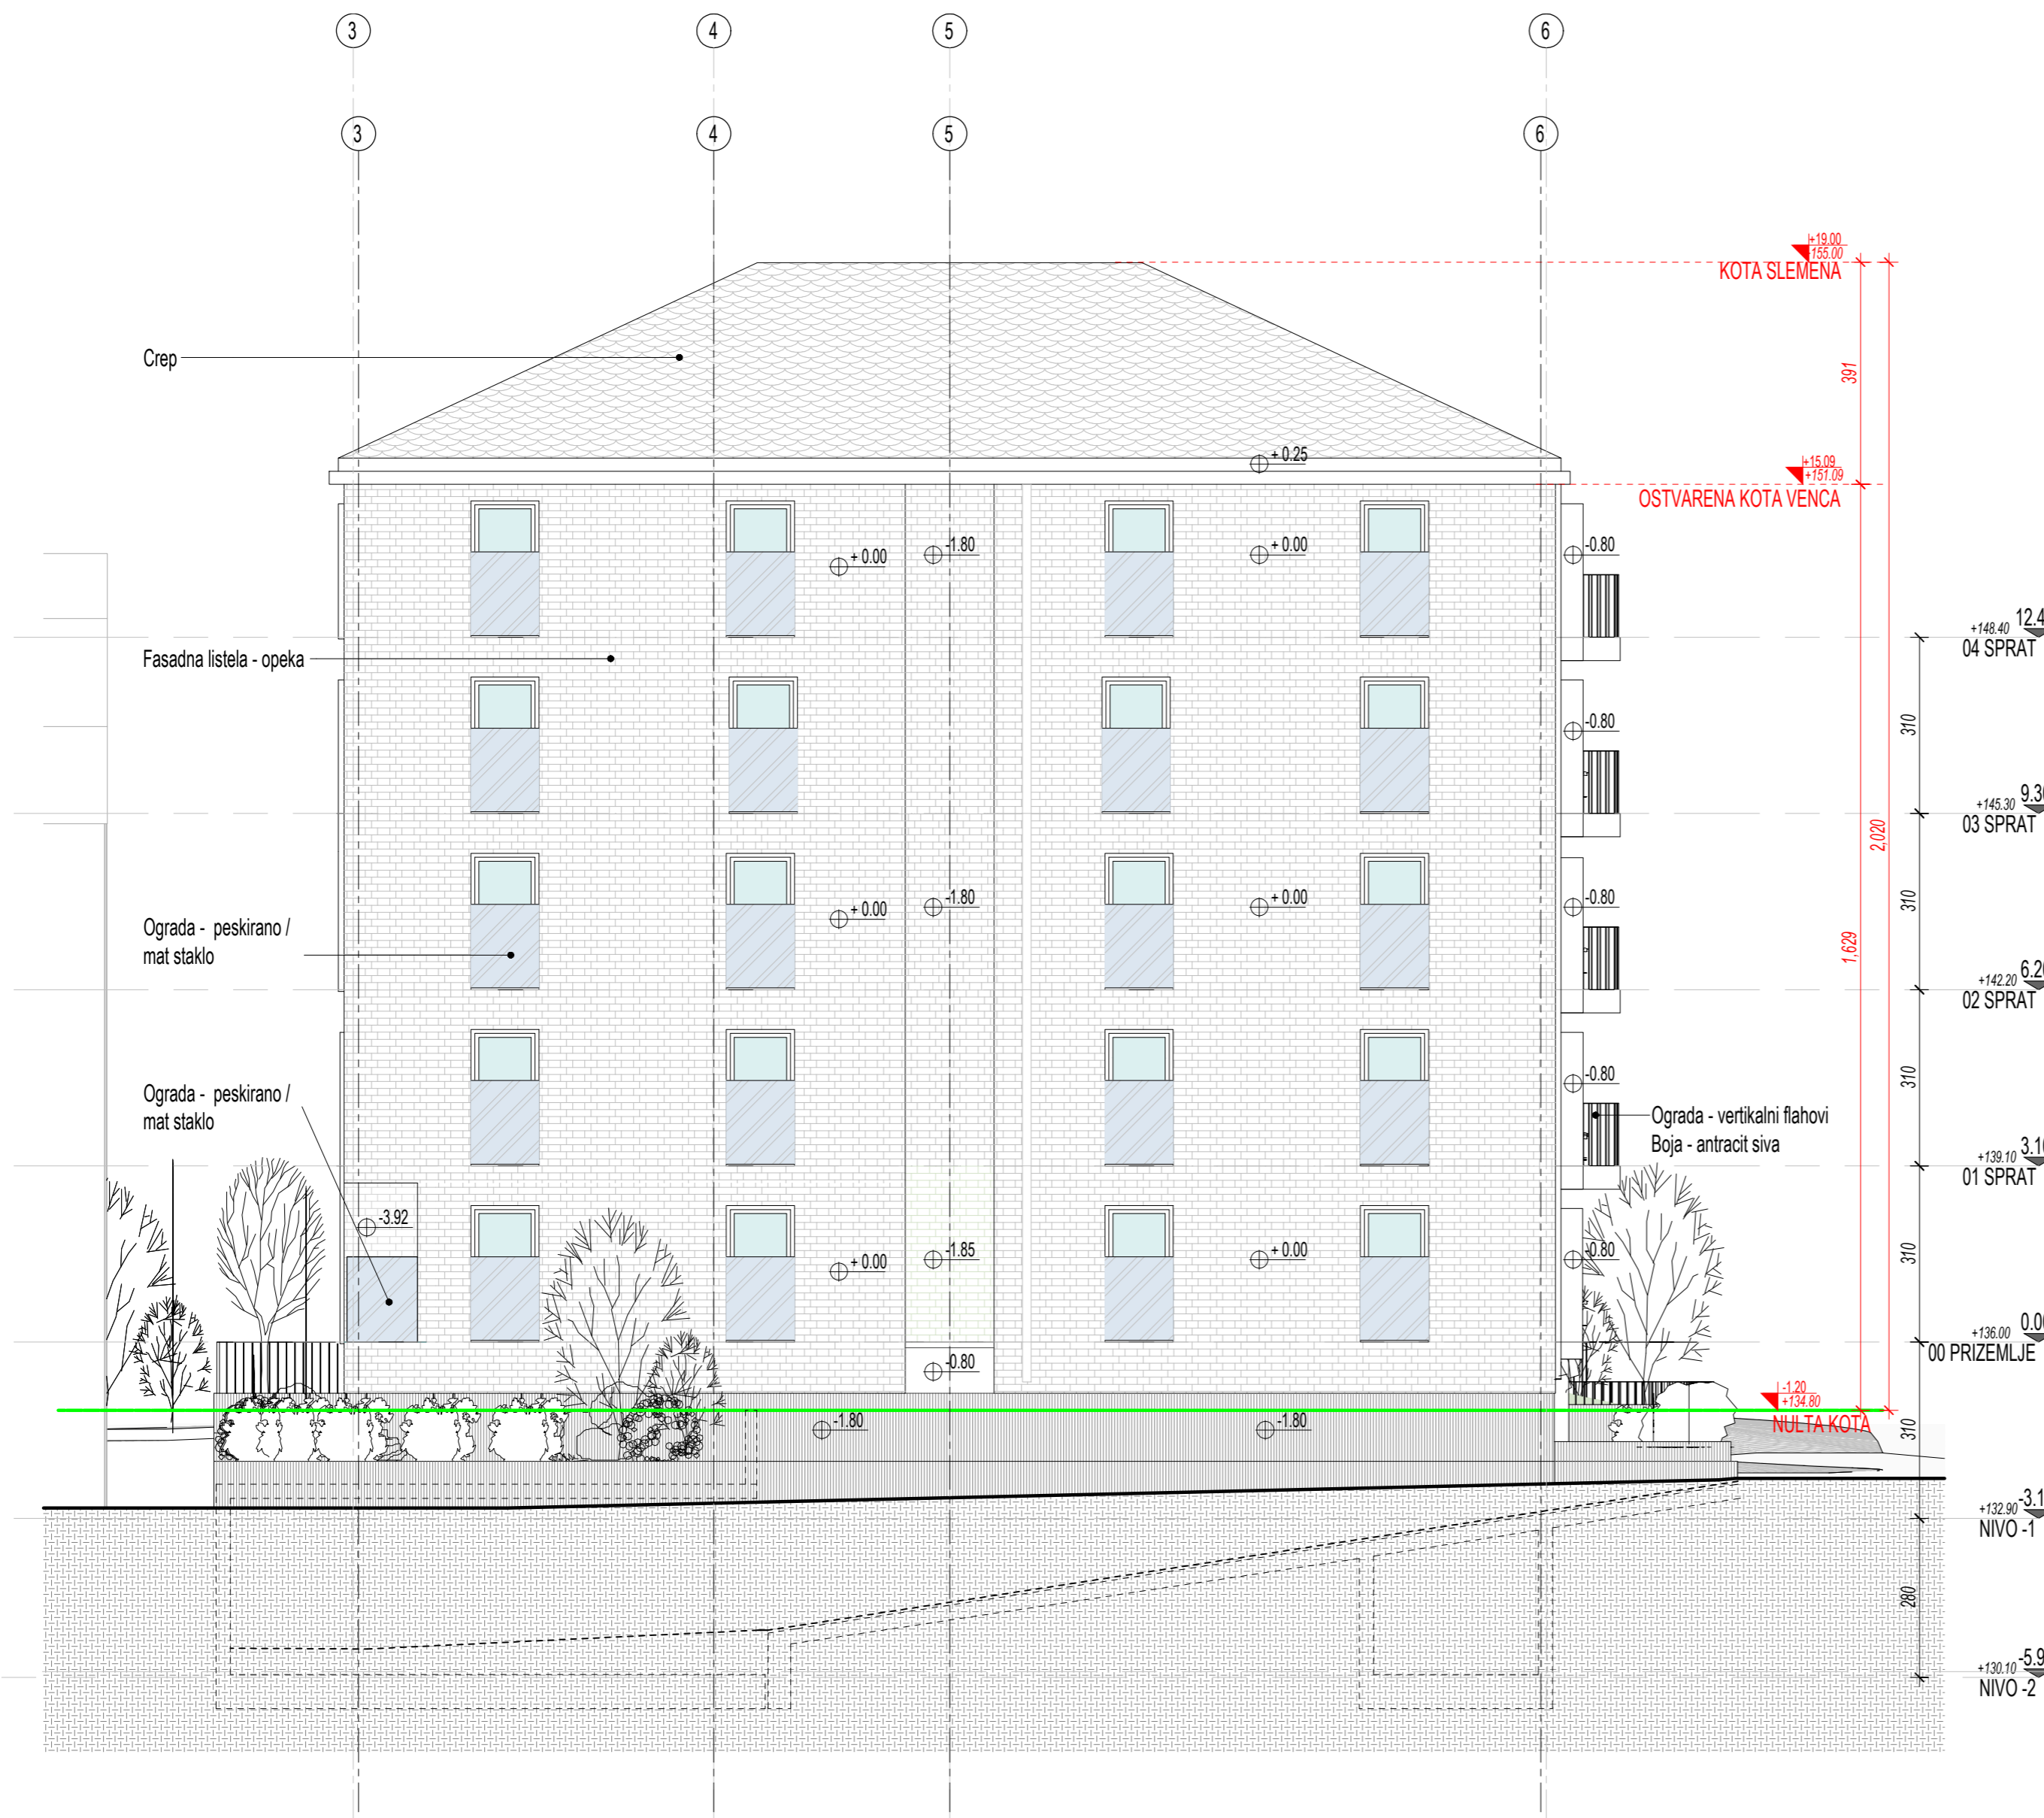 3 4 5 6
3 4 5 6
+19.00
155.00
KOTA SLEMENA
Crep
391
+ 0.25
+15.09
+151.09
OSTVARENA KOTA VENCA
+ 0.00
-1.80
+ 0.00
-0.80
+148.40
04 SPRAT
Fasadna listela - opeka
310
-0.80
+145.30
03 SPRAT
2,020
+ 0.00
-1.80
+ 0.00
-0.80
310
Ograda - peskirano /
mat staklo
1,629
+142.20
02 SPRAT
310
-0.80
Ograda - peskirano /
mat staklo
Ograda - vertikalni flahovi
Boja - antracit siva
+139.10
01 SPRAT
-3.92
+ 0.00
-1.85
+ 0.00
-0.80
310
+136.00
00 PRIZEMLJE
-0.80
-1.20
+134.80
NULTA KOTA
-1.80
-1.80
310
+132.90
NIVO -1
280
+130.10
NIVO -2